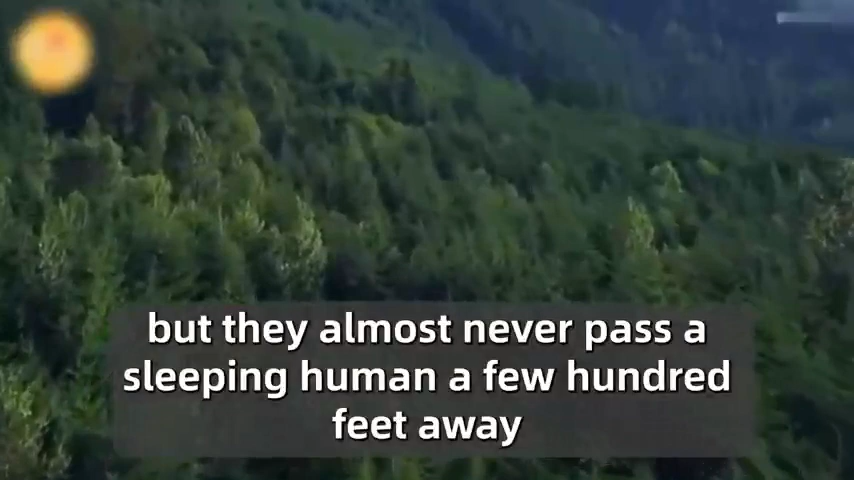 but they almost never pass a
sleeping human a few hundred
feet away